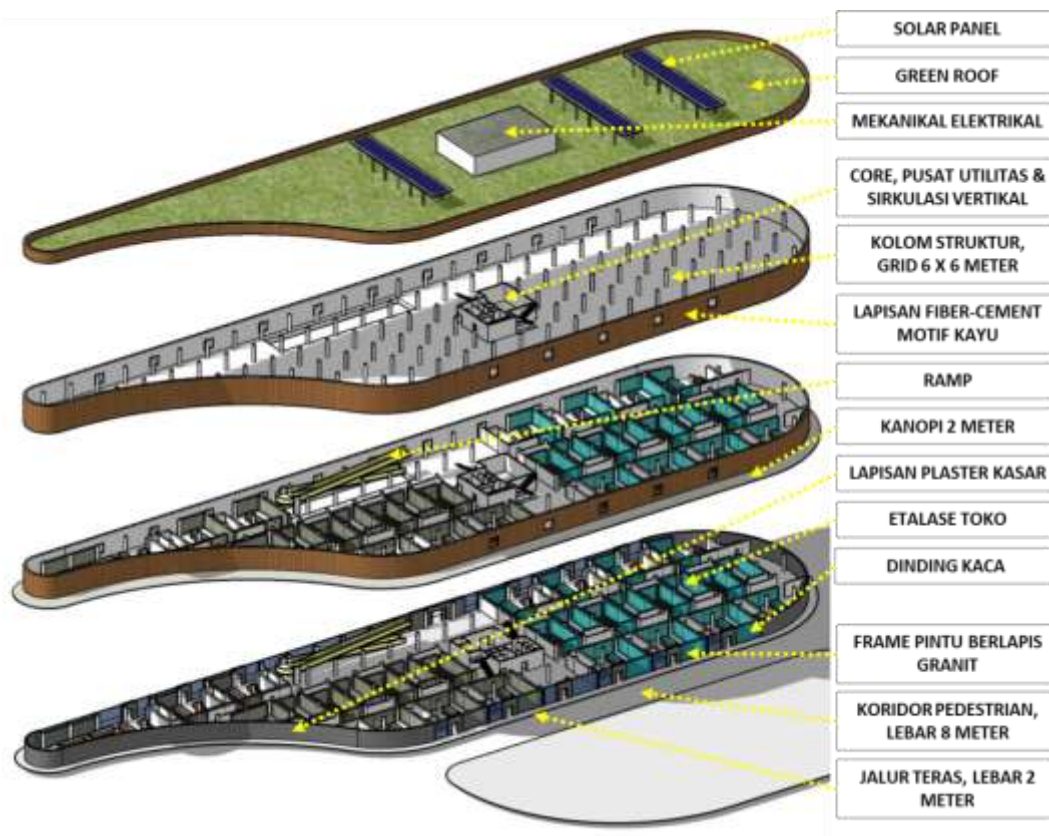 SOLAR PANEL
GREEN ROOF
MEKANIKAL ELEKTRIKAL
CORE, PUSAT UTILITAS &
SIRKULASI VERTIKAL
KOLOM STRUKTUR,
GRID 6 X 6 METER
LAPISAN FIBER-CEMENT
MOTIF KAYU
RAMP
KANOPI 2 METER
LAPISAN PLASTER KASAR
ETALASE TOKO
DINDING KACA
FRAME PINTU BERLAPIS
GRANIT
KORIDOR PEDESTRIAN,
LEBAR 8 METER
JALUR TERAS, LEBAR 2
METER